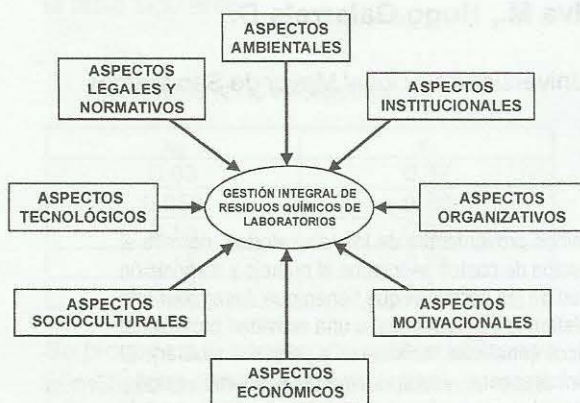 ASPECTOS
AMBIENTALES
ASPECTOS
LEGALES Y
NORMATIVOS
ASPECTOS
INSTITUCIONALES
ASPECTOS
TECNOLÓGICOS
GESTIÓN INTEGRAL DE
RESIDUOS QUÍMICOS DE
LABORATORIOS
ASPECTOS
ORGANIZATIVOS
ASPECTOS
SOCIOCULTURALES
ASPECTOS
MOTIVACIONALES
ASPECTOS
ECONÓMICOS